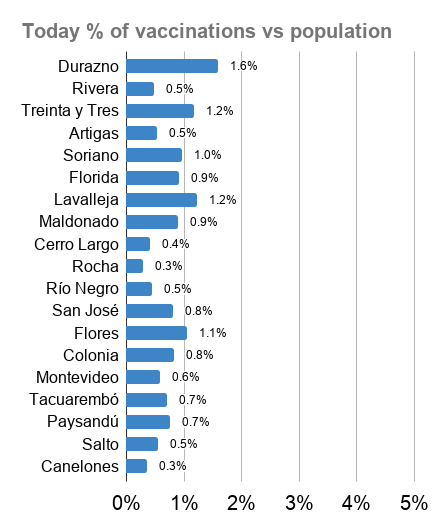 Today % of vaccinations vs population
Durazno 1.6%
Rivera 0.5%
Treinta y Tres 1.2%
Artigas 0.5%
Soriano 1.0%
Florida 0.9%
Lavalleja 1.2%
Maldonado 0.9%
Cerro Largo 0.4%
Rocha 0.3%
Río Negro 0.5%
San José 0.8%
Flores 1.1%
Colonia 0.8%
Montevideo 0.6%
Tacuarembó 0.7%
Paysandú 0.7%
Salto 0.5%
Canelones 0.3%
0% 1% 2% 3% 4% 5%